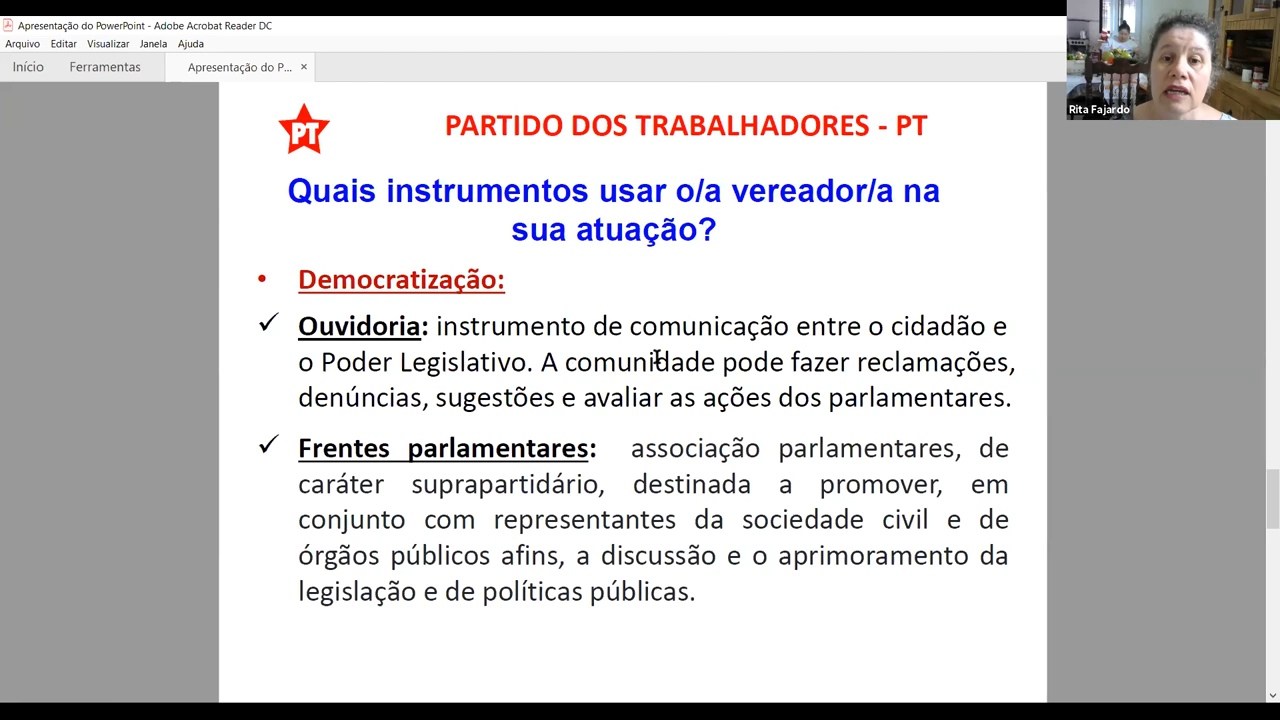 Apresentação do PowerPoint - Adobe Acrobat Reader DC
Arquivo Editar Visualizar Janela Ajuda
Início Ferramentas Apresentação do P... ×
Rita Fajardo
PT PARTIDO DOS TRABALHADORES - PT
Quais instrumentos usar o/a vereador/a na
sua atuação?
• Democratização:
✓ Ouvidoria: instrumento de comunicação entre o cidadão e
o Poder Legislativo. A comunidade pode fazer reclamações,
denúncias, sugestões e avaliar as ações dos parlamentares.
✓ Frentes parlamentares: associação parlamentares, de
caráter suprapartidário, destinada a promover, em
conjunto com representantes da sociedade civil e de
órgãos públicos afins, a discussão e o aprimoramento da
legislação e de políticas públicas.